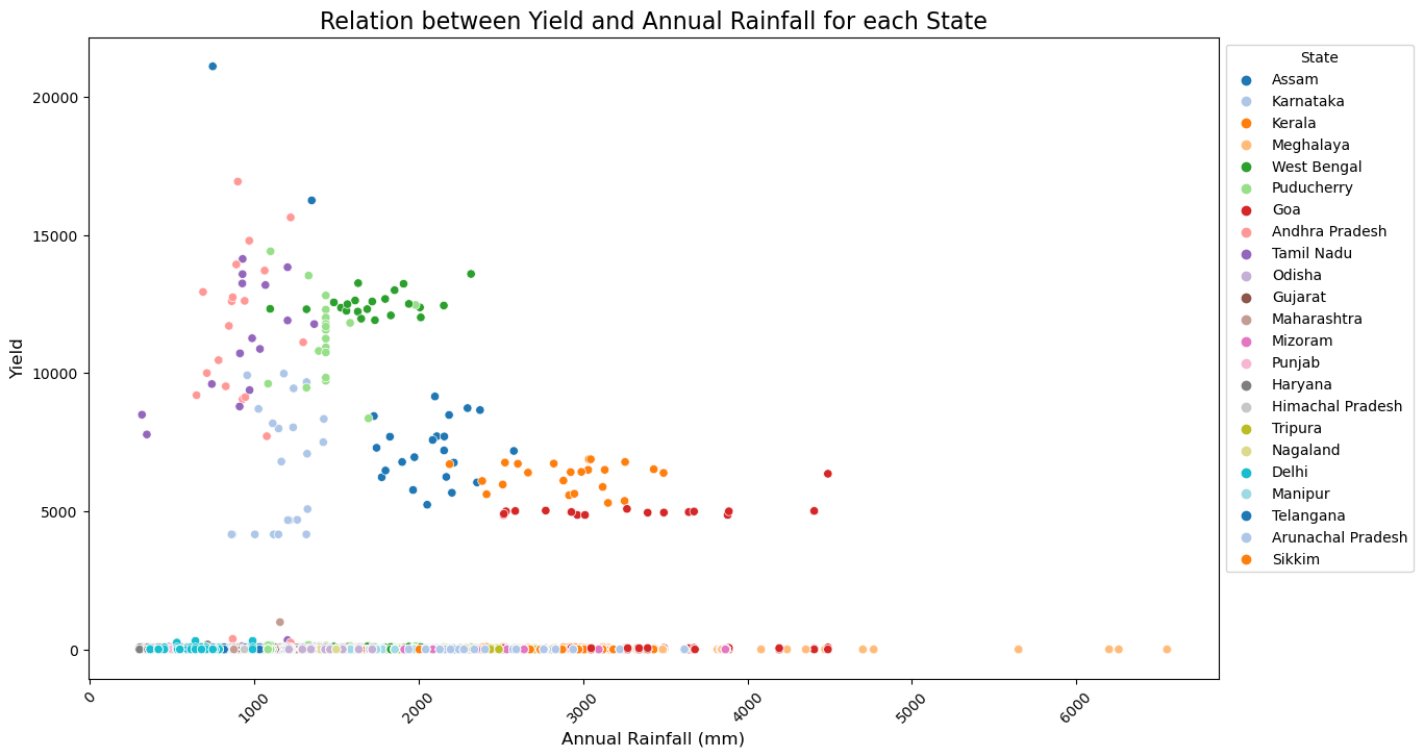 Relation between Yield and Annual Rainfall for each State
Yield
20000
15000
10000
5000
0
0
1000
2000
3000
4000
5000
6000
Annual Rainfall (mm)
State
Assam
Karnataka
Kerala
Meghalaya
West Bengal
Puducherry
Goa
Andhra Pradesh
Tamil Nadu
Odisha
Gujarat
Maharashtra
Mizoram
Punjab
Haryana
Himachal Pradesh
Tripura
Nagaland
Delhi
Manipur
Telangana
Arunachal Pradesh
Sikkim